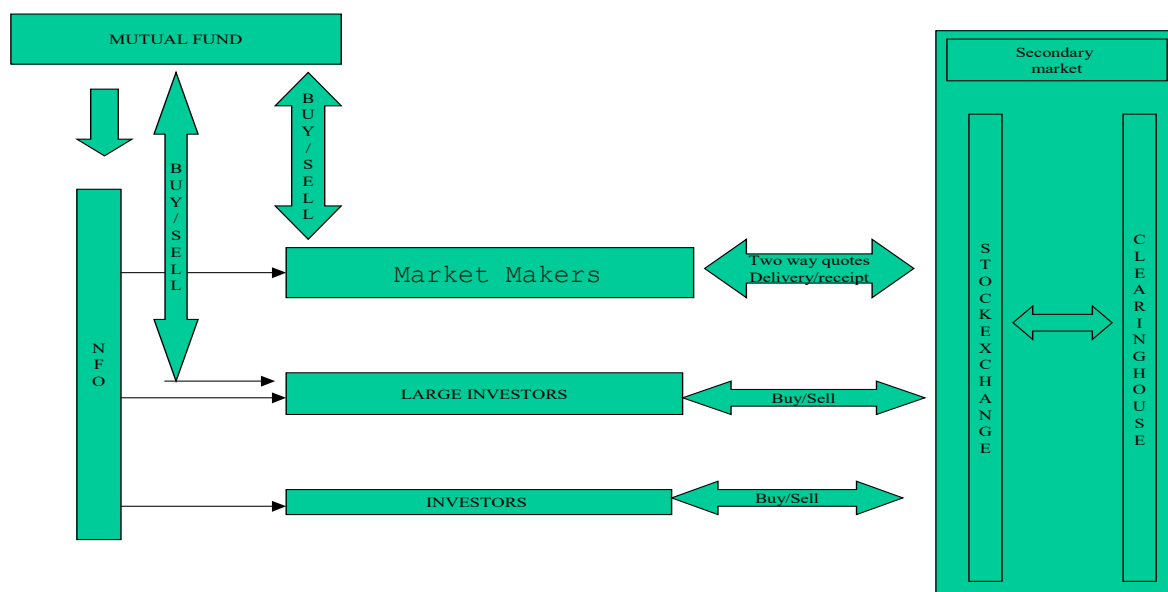 MUTUAL FUND
Secondary
market
BUY/SELL
BUY/SELL
Market Makers
Two way quotes
Delivery/receipt
NFO
LARGE INVESTORS
Buy/Sell
INVESTORS
Buy/Sell
STOCKEXCHANGE
CLEARINGHOUSE